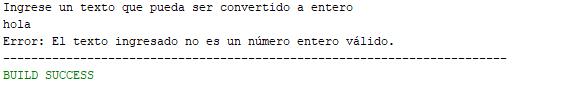 Ingrese un texto que pueda ser convertido a entero
hola
Error: El texto ingresado no es un número entero válido.
------------------------------------------------------------------------
BUILD SUCCESS